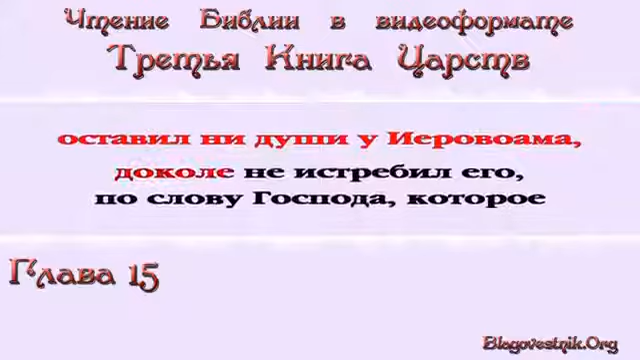 Чтение Библии в видеоформате
Третья Книга Царств
оставил ни души у Иеровоама,
доколе не истребил его,
по слову Господа, которое
Глава 15
Blagovestnik.Org